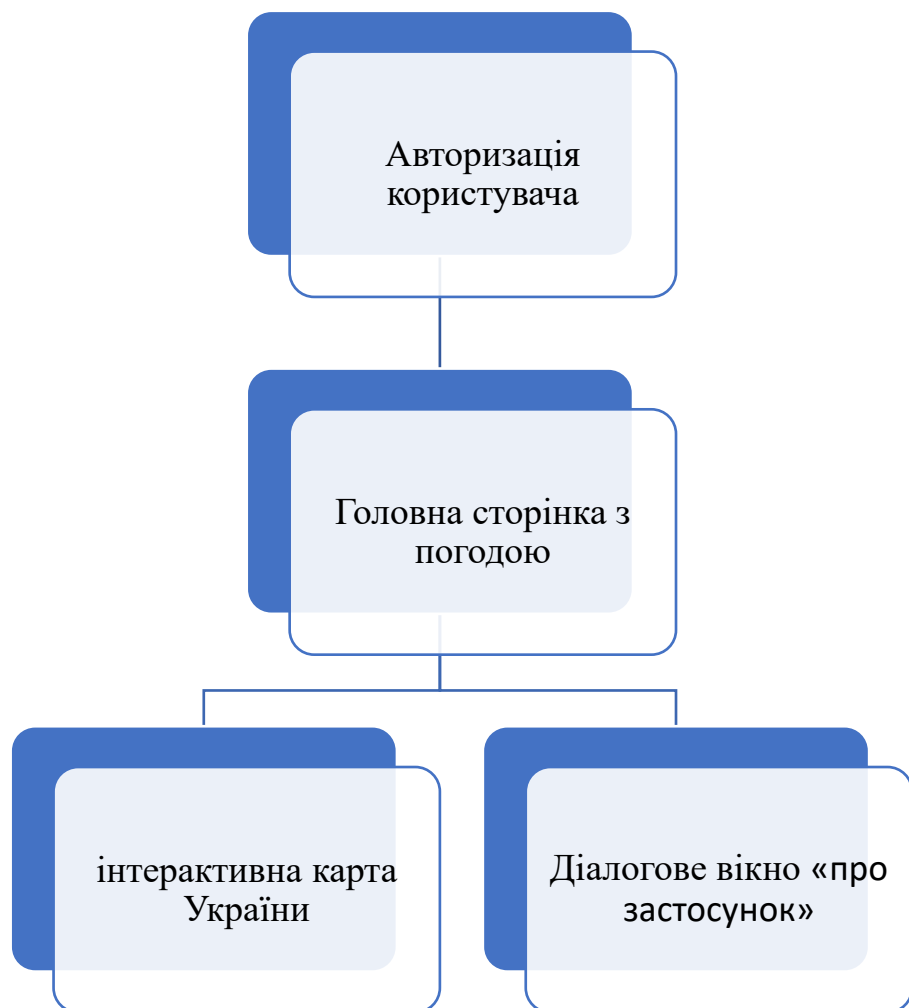 Авторизація
користувача
Головна сторінка з
погодою
інтерактивна карта
України
Діалогове вікно «про
застосунок»